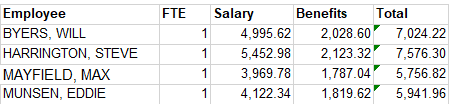 Employee FTE Salary Benefits Total
BYERS, WILL 1 4,995.62 2,028.60 7,024.22
HARRINGTON, STEVE 1 5,452.98 2,123.32 7,576.30
MAYFIELD, MAX 1 3,969.78 1,787.04 5,756.82
MUNSEN, EDDIE 1 4,122.34 1,819.62 5,941.96